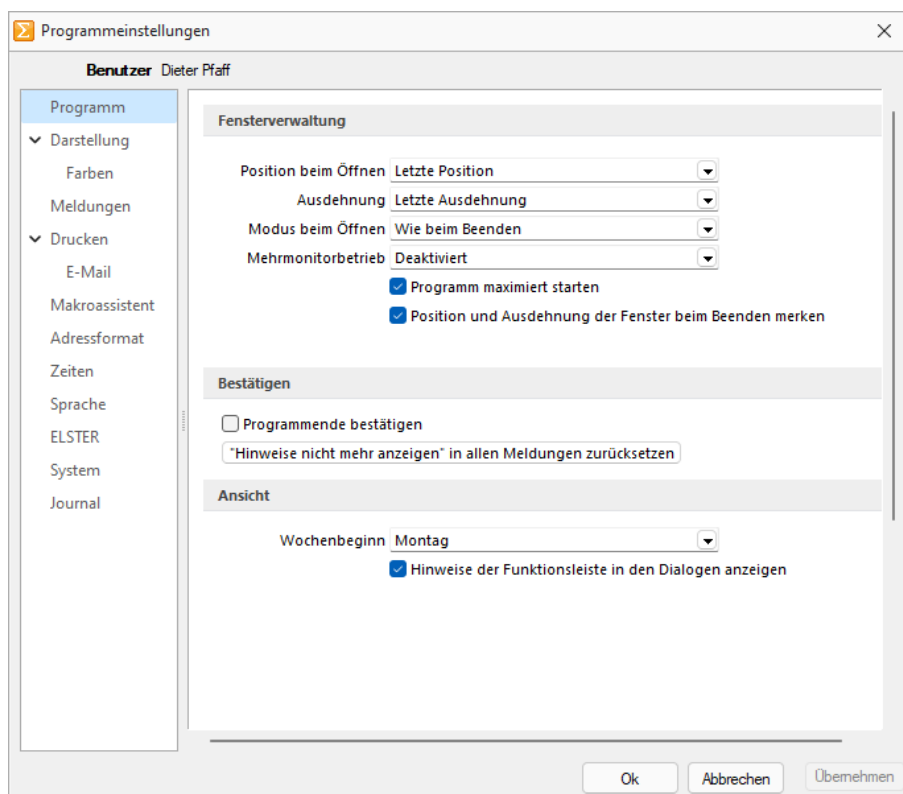 Programmeinstellungen
Benutzer Dieter Pfaff
Programm
Darstellung
Farben
Meldungen
Drucken
E-Mail
Makroassistent
Adressformat
Zeiten
Sprache
ELSTER
System
Journal
Fensterverwaltung
Position beim Öffnen Letzte Position
Ausdehnung Letzte Ausdehnung
Modus beim Öffnen Wie beim Beenden
Mehrmonitorbetrieb Deaktiviert
Programm maximiert starten
Position und Ausdehnung der Fenster beim Beenden merken
Bestätigen
Programmende bestätigen
"Hinweise nicht mehr anzeigen" in allen Meldungen zurücksetzen
Ansicht
Wochenbeginn Montag
Hinweise der Funktionsleiste in den Dialogen anzeigen
Ok Abbrechen Übernehmen